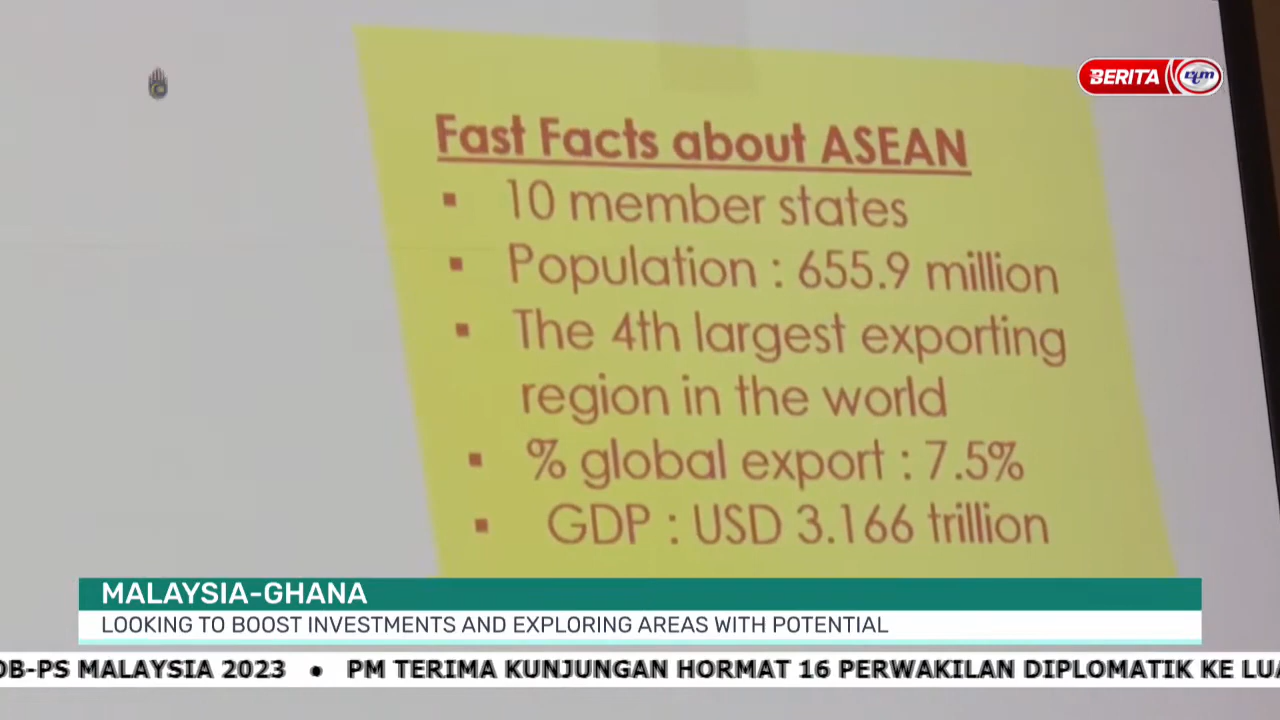 BERITA rtm
Fast Facts about ASEAN
▪ 10 member states
▪ Population : 655.9 million
▪ The 4th largest exporting
region in the world
▪ % global export : 7.5%
▪ GDP : USD 3.166 trillion
MALAYSIA-GHANA
LOOKING TO BOOST INVESTMENTS AND EXPLORING AREAS WITH POTENTIAL
OB-PS MALAYSIA 2023 • PM TERIMA KUNJUNGAN HORMAT 16 PERWAKILAN DIPLOMATIK KE LUA